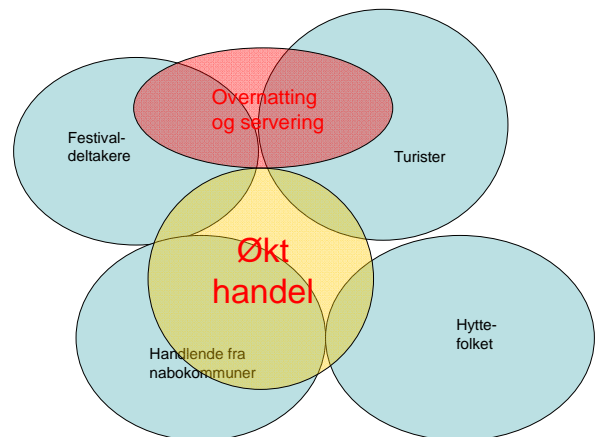 Overnatting
og servering
Festival-
deltakere
Turister
Økt
handel
Hytte-
folket
Handlende fra
nabokommuner